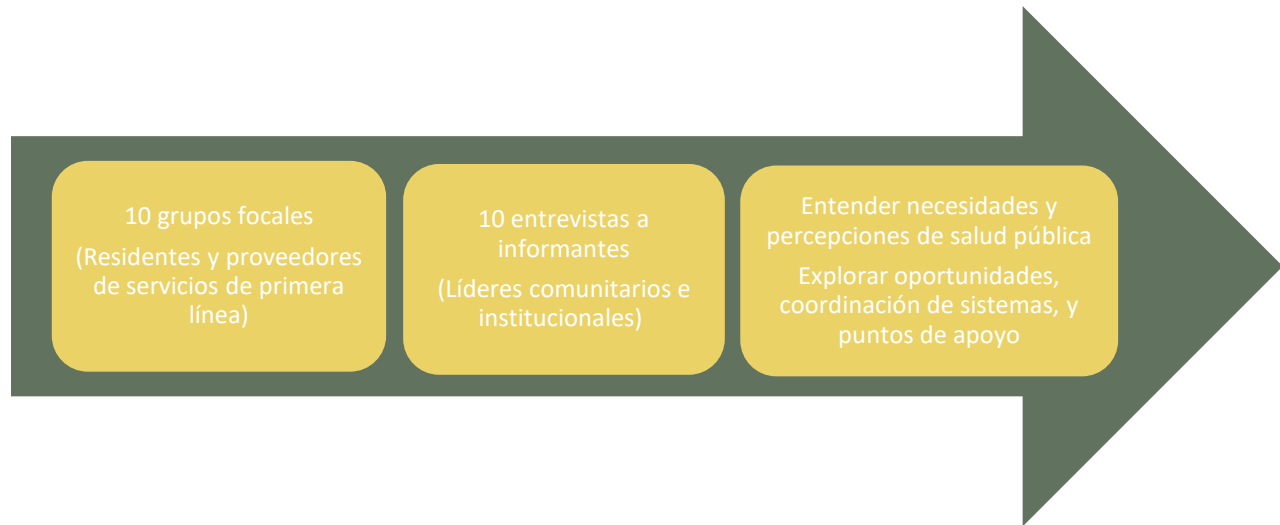 10 grupos focales
(Residentes y proveedores
de servicios de primera
línea)
10 entrevistas a
informantes
(Líderes comunitarios e
institucionales)
Entender necesidades y
percepciones de salud pública
Explorar oportunidades,
coordinación de sistemas, y
puntos de apoyo